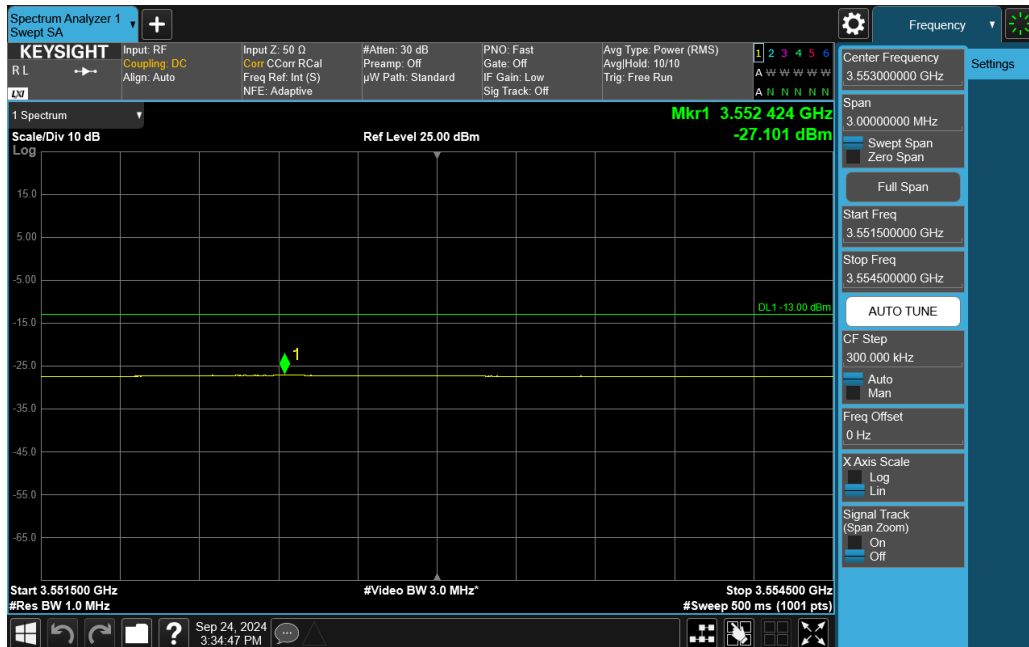 Spectrum Analyzer 1
Swept SA
Frequency
KEYSIGHT
R L
LXI
Input: RF
Coupling: DC
Align: Auto
Input Z: 50 Ω
Corr CCorr RCal
Freq Ref: Int (S)
NFE: Adaptive
#Atten: 30 dB
Preamp: Off
µW Path: Standard
PNO: Fast
Gate: Off
IF Gain: Low
Sig Track: Off
Avg Type: Power (RMS)
Avg|Hold: 10/10
Trig: Free Run
1 2 3 4 5 6
A W W W W W
A N N N N N
1 Spectrum
Scale/Div 10 dB
Log
Ref Level 25.00 dBm
Mkr1 3.552 424 GHz
-27.101 dBm
15.0
5.00
-5.00
-15.0
-25.0
-35.0
-45.0
-55.0
-65.0
DL1 -13.00 dBm
1
Start 3.551500 GHz
#Res BW 1.0 MHz
#Video BW 3.0 MHz*
Stop 3.554500 GHz
#Sweep 500 ms (1001 pts)
Center Frequency
3.553000000 GHz
Span
3.00000000 MHz
Swept Span
Zero Span
Full Span
Start Freq
3.551500000 GHz
Stop Freq
3.554500000 GHz
AUTO TUNE
CF Step
300.000 kHz
Auto
Man
Freq Offset
0 Hz
X Axis Scale
Log
Lin
Signal Track
(Span Zoom)
On
Off
Settings
?
Sep 24, 2024
3:34:47 PM